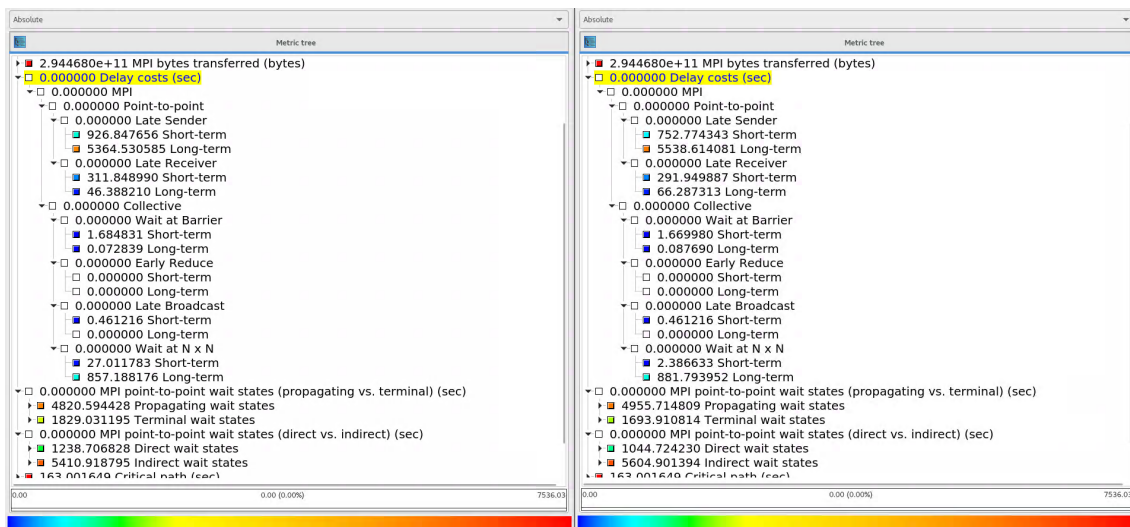 Absolute
Metric tree
2.944680e+11 MPI bytes transferred (bytes)
0.000000 Delay costs (sec)
0.000000 MPI
0.000000 Point-to-point
0.000000 Late Sender
926.847656 Short-term
5364.530585 Long-term
0.000000 Late Receiver
311.848990 Short-term
46.388210 Long-term
0.000000 Collective
0.000000 Wait at Barrier
1.684831 Short-term
0.072839 Long-term
0.000000 Early Reduce
0.000000 Short-term
0.000000 Long-term
0.000000 Late Broadcast
0.461216 Short-term
0.000000 Long-term
0.000000 Wait at N x N
27.011783 Short-term
857.188176 Long-term
0.000000 MPI point-to-point wait states (propagating vs. terminal) (sec)
4820.594428 Propagating wait states
1829.031195 Terminal wait states
0.000000 MPI point-to-point wait states (direct vs. indirect) (sec)
1238.706828 Direct wait states
5410.918795 Indirect wait states
163.001649 Critical path (sec)
0.00 0.00 (0.00%) 7536.03
Absolute
Metric tree
2.944680e+11 MPI bytes transferred (bytes)
0.000000 Delay costs (sec)
0.000000 MPI
0.000000 Point-to-point
0.000000 Late Sender
752.774343 Short-term
5538.614081 Long-term
0.000000 Late Receiver
291.949887 Short-term
66.287313 Long-term
0.000000 Collective
0.000000 Wait at Barrier
1.669980 Short-term
0.087690 Long-term
0.000000 Early Reduce
0.000000 Short-term
0.000000 Long-term
0.000000 Late Broadcast
0.461216 Short-term
0.000000 Long-term
0.000000 Wait at N x N
2.386633 Short-term
881.793952 Long-term
0.000000 MPI point-to-point wait states (propagating vs. terminal) (sec)
4955.714809 Propagating wait states
1693.910814 Terminal wait states
0.000000 MPI point-to-point wait states (direct vs. indirect) (sec)
1044.724230 Direct wait states
5604.901394 Indirect wait states
163.001649 Critical path (sec)
0.00 0.00 (0.00%) 7536.03